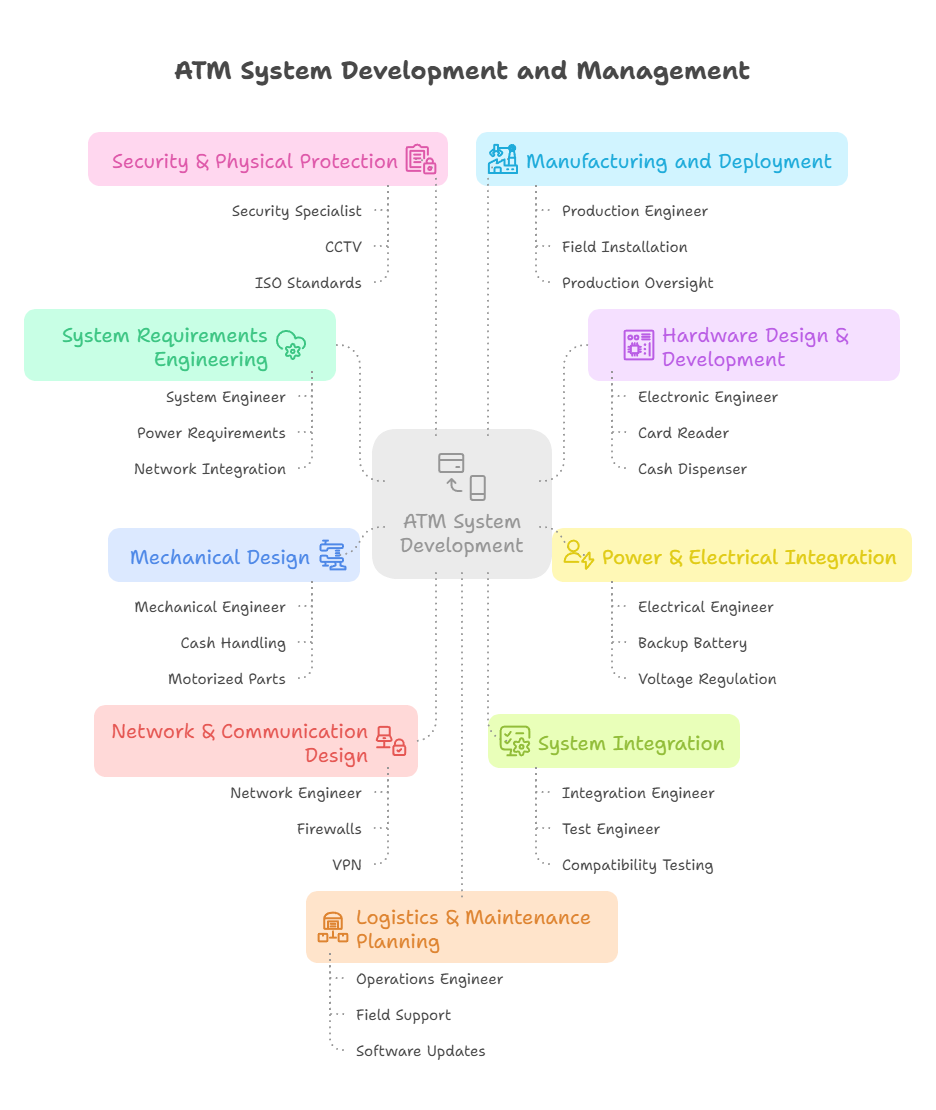 ATM System Development and Management
Security & Physical Protection
Security Specialist
CCTV
ISO Standards
Manufacturing and Deployment
Production Engineer
Field Installation
Production Oversight
System Requirements
Engineering
System Engineer
Power Requirements
Network Integration
Hardware Design &
Development
Electronic Engineer
Card Reader
Cash Dispenser
ATM System
Development
Mechanical Design
Mechanical Engineer
Cash Handling
Motorized Parts
Power & Electrical Integration
Electrical Engineer
Backup Battery
Voltage Regulation
Network & Communication
Design
Network Engineer
Firewalls
VPN
System Integration
Integration Engineer
Test Engineer
Compatibility Testing
Logistics & Maintenance
Planning
Operations Engineer
Field Support
Software Updates